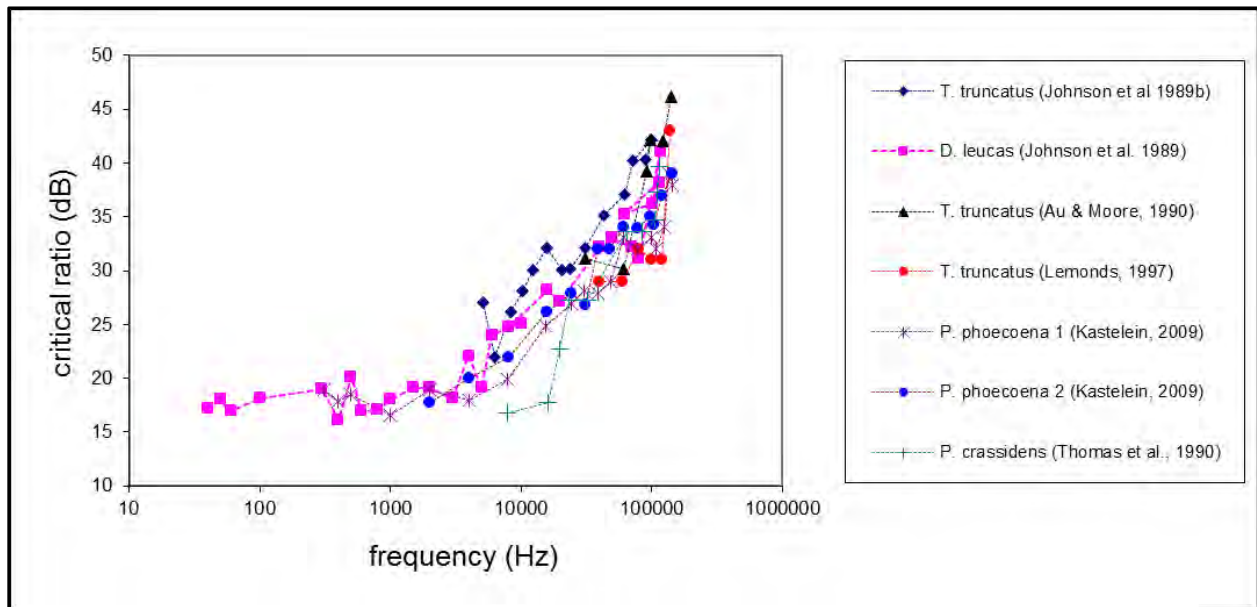 50
45
40
35
30
25
20
15
10
critical ratio (dB)
10 100 1000 10000 100000 1000000
frequency (Hz)
T. truncatus (Johnson et al 1989b)
D. leucas (Johnson et al. 1989)
T. truncatus (Au & Moore, 1990)
T. truncatus (Lemonds, 1997)
P. phoecoena 1 (Kastelein, 2009)
P. phoecoena 2 (Kastelein, 2009)
P. crassidens (Thomas et al., 1990)